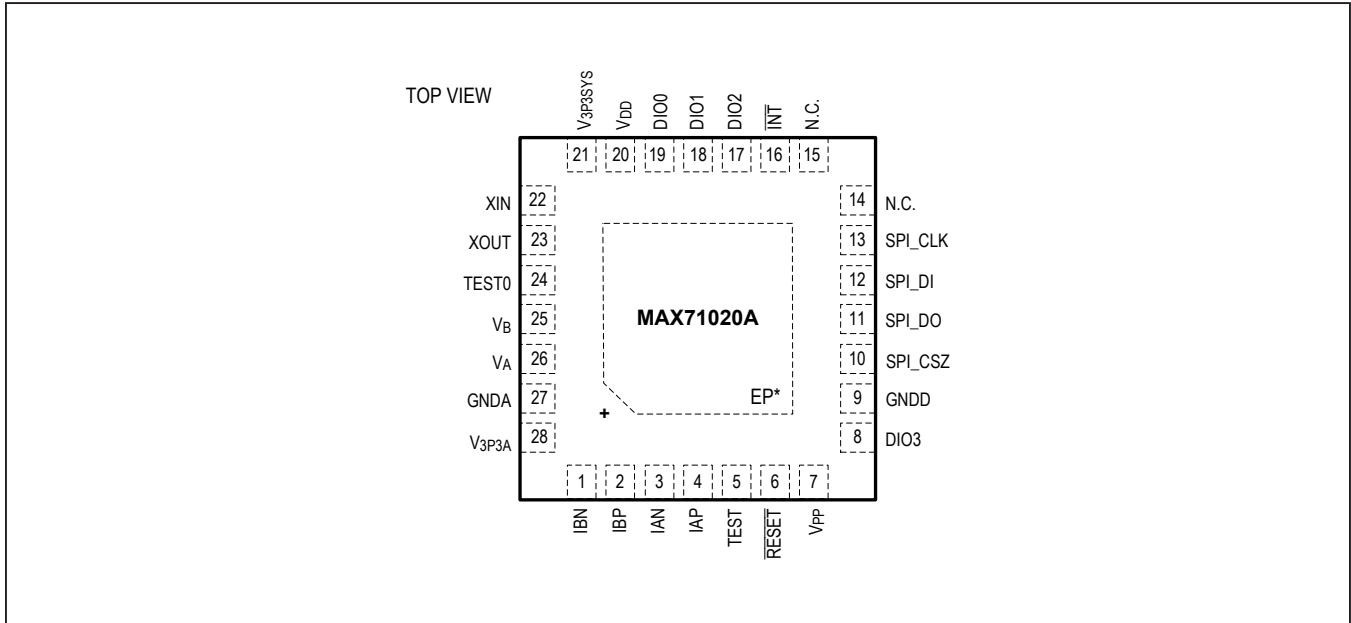 TOP VIEW
V3P3SYS
VDD
DIO0
DIO1
DIO2
INT
N.C.
21 20 19 18 17 16 15
XIN 22
XOUT 23
TEST0 24
VB 25
VA 26
GNDA 27
V3P3A 28
14 N.C.
13 SPI_CLK
12 SPI_DI
11 SPI_DO
10 SPI_CSZ
9 GNDD
8 DIO3
MAX71020A
EP*
+
1 2 3 4 5 6 7
IBN
IBP
IAN
IAP
TEST
RESET
VPP